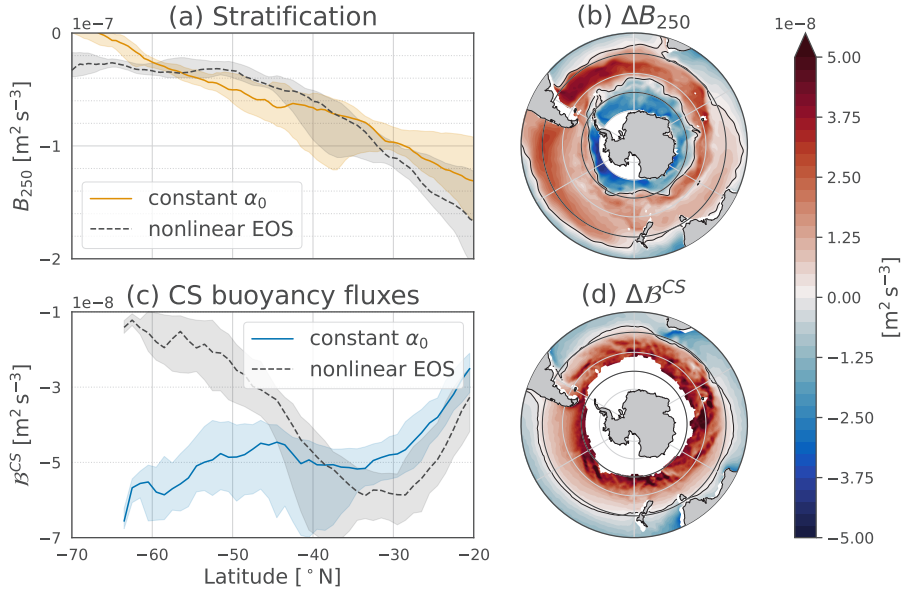 (a) Stratification
1e−7
0
−1
−2
B250 [m² s⁻³]
constant α0
nonlinear EOS
(b) ΔB250
(c) CS buoyancy fluxes
1e−8
−1
−3
−5
−7
ℬᶜˢ [m² s⁻³]
constant α0
nonlinear EOS
−70 −60 −50 −40 −30 −20
Latitude [°N]
(d) Δℬᶜˢ
1e−8
5.00
3.75
2.50
1.25
0.00
−1.25
−2.50
−3.75
−5.00
[m² s⁻³]